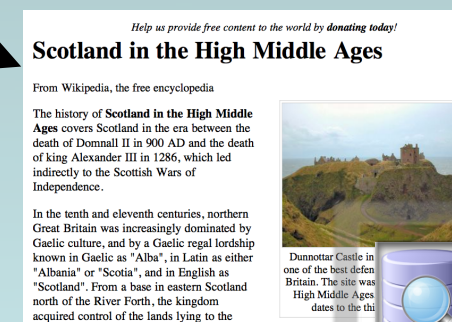 Help us provide free content to the world by donating today!
Scotland in the High Middle Ages
From Wikipedia, the free encyclopedia
The history of Scotland in the High Middle
Ages covers Scotland in the era between the
death of Domnall II in 900 AD and the death
of king Alexander III in 1286, which led
indirectly to the Scottish Wars of
Independence.
In the tenth and eleventh centuries, northern
Great Britain was increasingly dominated by
Gaelic culture, and by a Gaelic regal lordship
known in Gaelic as "Alba", in Latin as either
"Albania" or "Scotia", and in English as
"Scotland". From a base in eastern Scotland
north of the River Forth, the kingdom
acquired control of the lands lying to the
Dunnottar Castle in
one of the best defen
Britain. The site was
High Middle Ages
dates to the thi